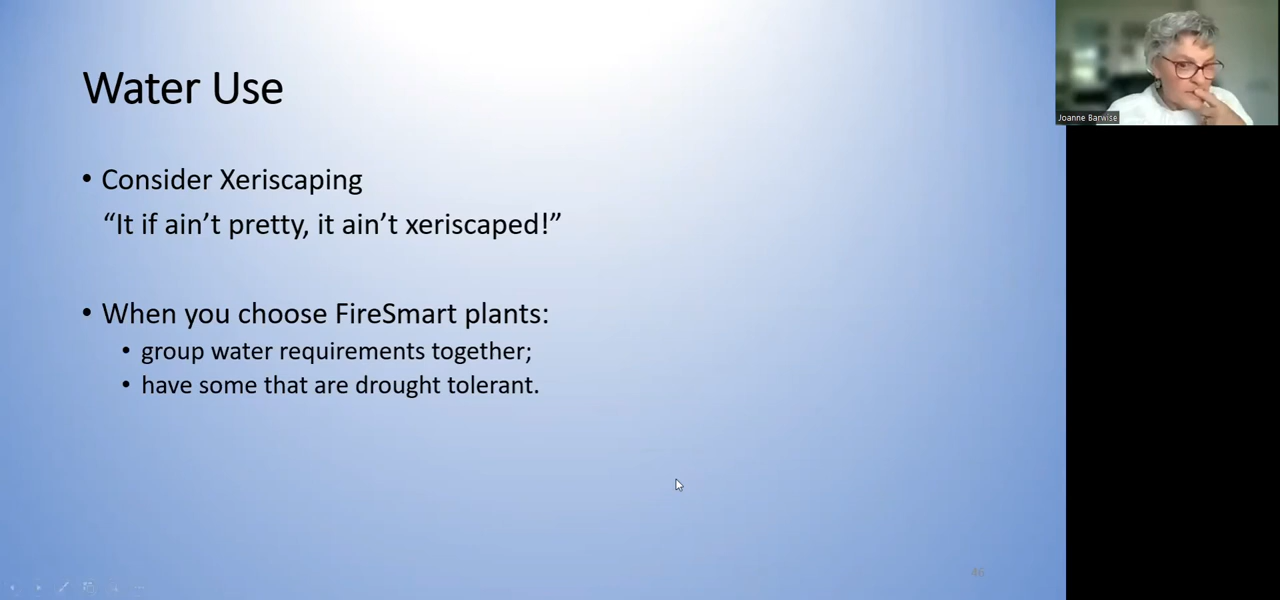 Water Use
• Consider Xeriscaping
“It if ain’t pretty, it ain’t xeriscaped!”
• When you choose FireSmart plants:
• group water requirements together;
• have some that are drought tolerant.
46
Joanne Barwise